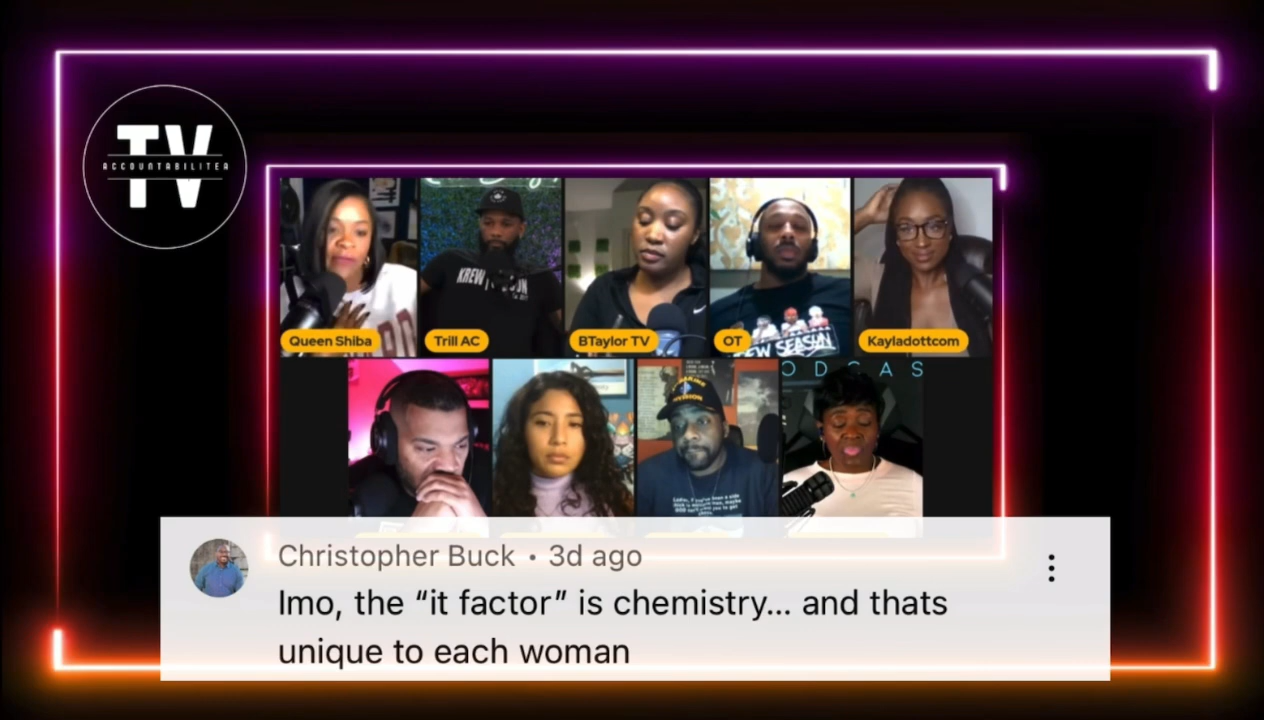 TV
ACCOUNTABILITEA
Queen Shiba
Trill AC
BTaylor TV
OT
Kayladottcom
ODCAS
Christopher Buck • 3d ago
Imo, the “it factor” is chemistry... and thats
unique to each woman